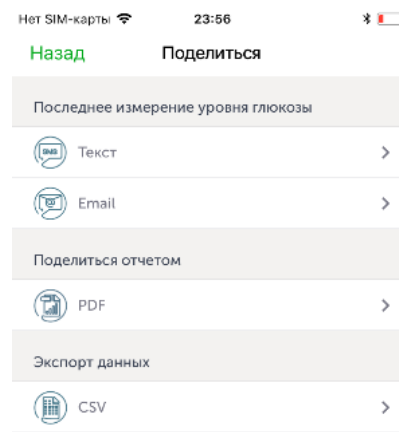 Нет SIM-карты 23:56
Назад Поделиться
Последнее измерение уровня глюкозы
SMS Текст
@ Email
Поделиться отчетом
PDF
Экспорт данных
CSV